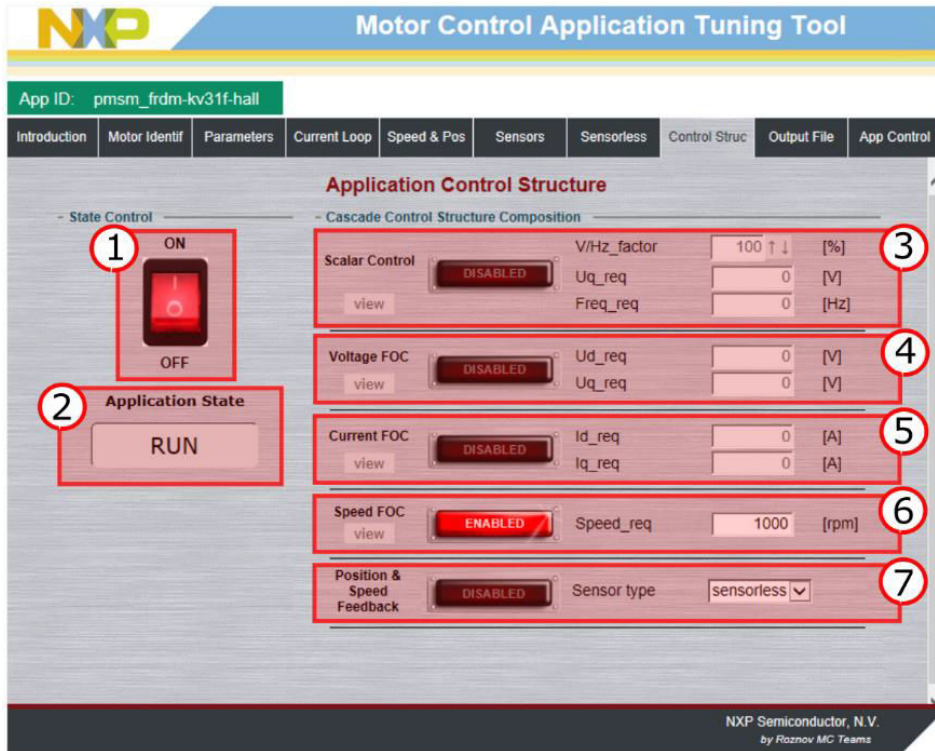 NXP
Motor Control Application Tuning Tool
App ID: pmsm_frdm-kv31f-hall
Introduction Motor Identif Parameters Current Loop Speed & Pos Sensors Sensorless Control Struc Output File App Control
Application Control Structure
- State Control
- Cascade Control Structure Composition
1
ON
I
O
OFF
2
Application State
RUN
Scalar Control
view
DISABLED
V/Hz_factor 100 ↑↓ [%]
Uq_req 0 [V]
Freq_req 0 [Hz]
3
Voltage FOC
view
DISABLED
Ud_req 0 [V]
Uq_req 0 [V]
4
Current FOC
view
DISABLED
Id_req 0 [A]
Iq_req 0 [A]
5
Speed FOC
view
ENABLED
Speed_req 1000 [rpm]
6
Position &
Speed
Feedback
DISABLED
Sensor type sensorless
7
NXP Semiconductor, N.V.
by Roznov MC Teams